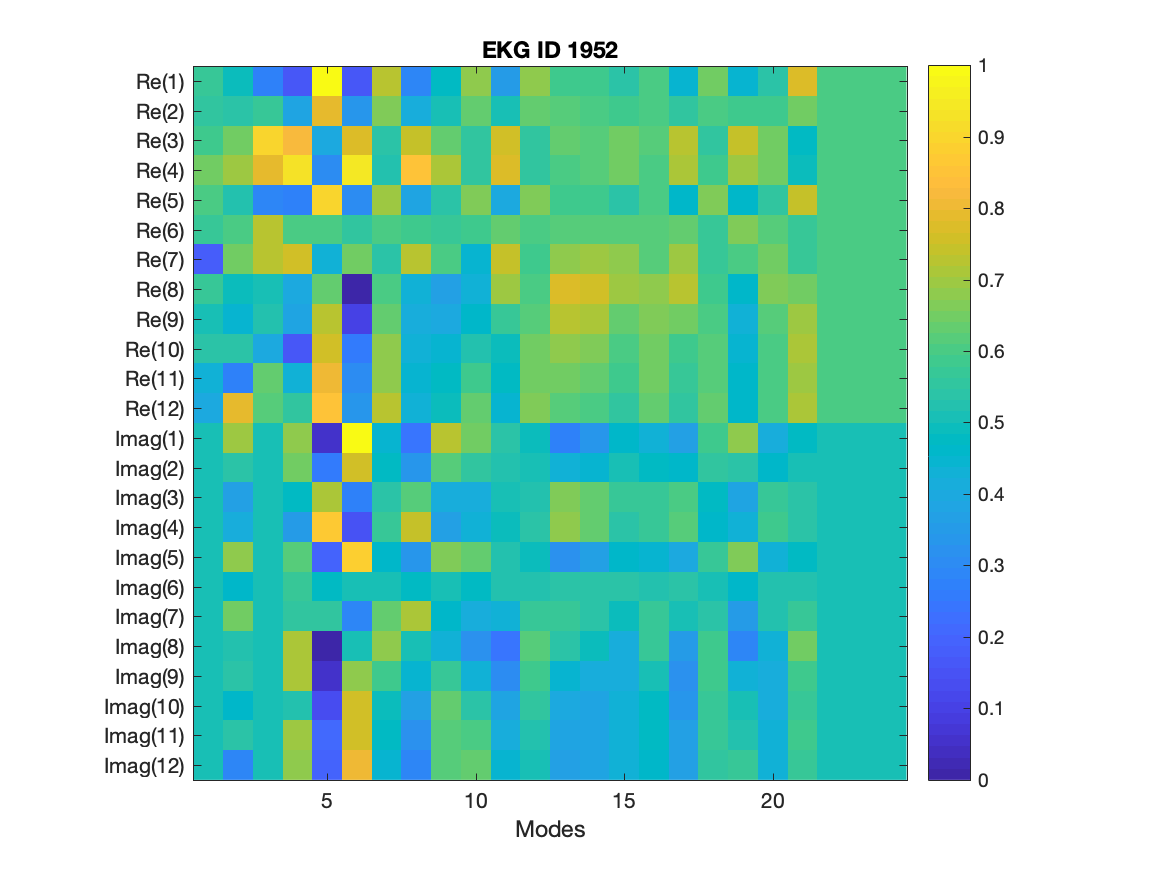 EKG ID 1952
Re(1)
Re(2)
Re(3)
Re(4)
Re(5)
Re(6)
Re(7)
Re(8)
Re(9)
Re(10)
Re(11)
Re(12)
Imag(1)
Imag(2)
Imag(3)
Imag(4)
Imag(5)
Imag(6)
Imag(7)
Imag(8)
Imag(9)
Imag(10)
Imag(11)
Imag(12)
5 10 15 20
Modes
1
0.9
0.8
0.7
0.6
0.5
0.4
0.3
0.2
0.1
0